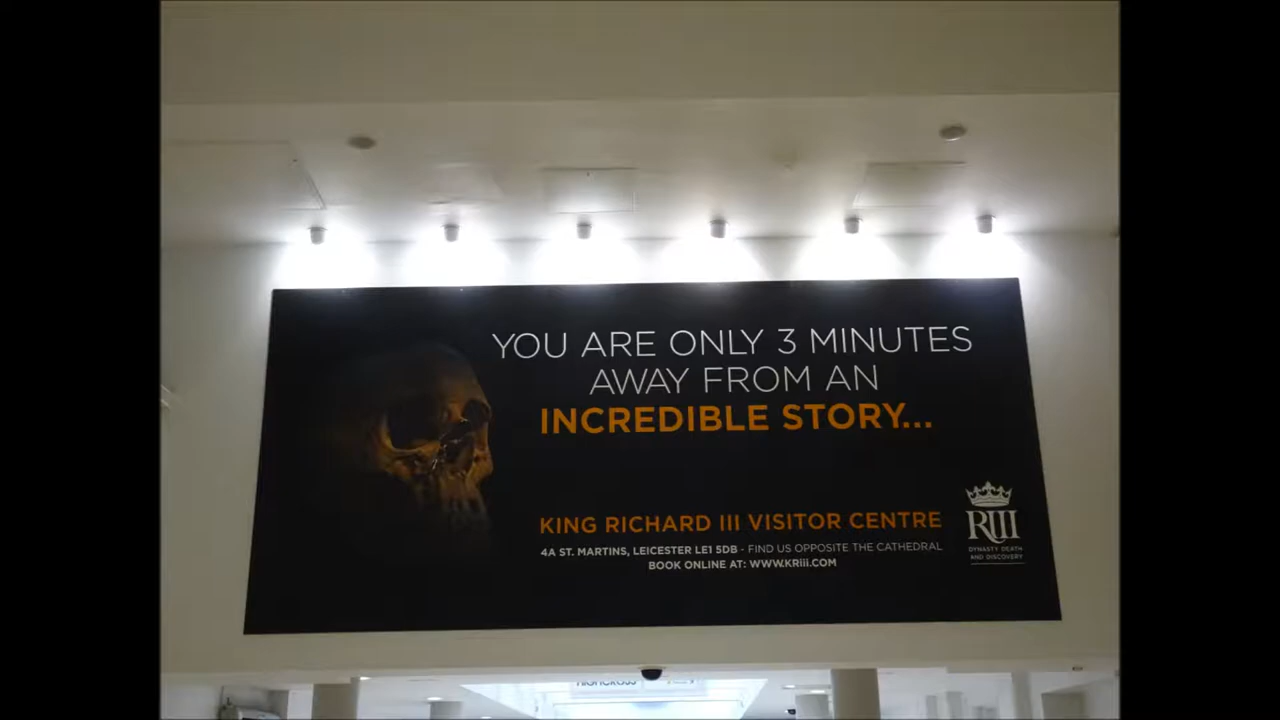 YOU ARE ONLY 3 MINUTES
AWAY FROM AN
INCREDIBLE STORY...
KING RICHARD III VISITOR CENTRE
4A ST. MARTINS, LEICESTER LE1 5DB - FIND US OPPOSITE THE CATHEDRAL
BOOK ONLINE AT: WWW.KRiii.COM
RIII
DYNASTY DEATH
AND DISCOVERY
HIGHCROSS